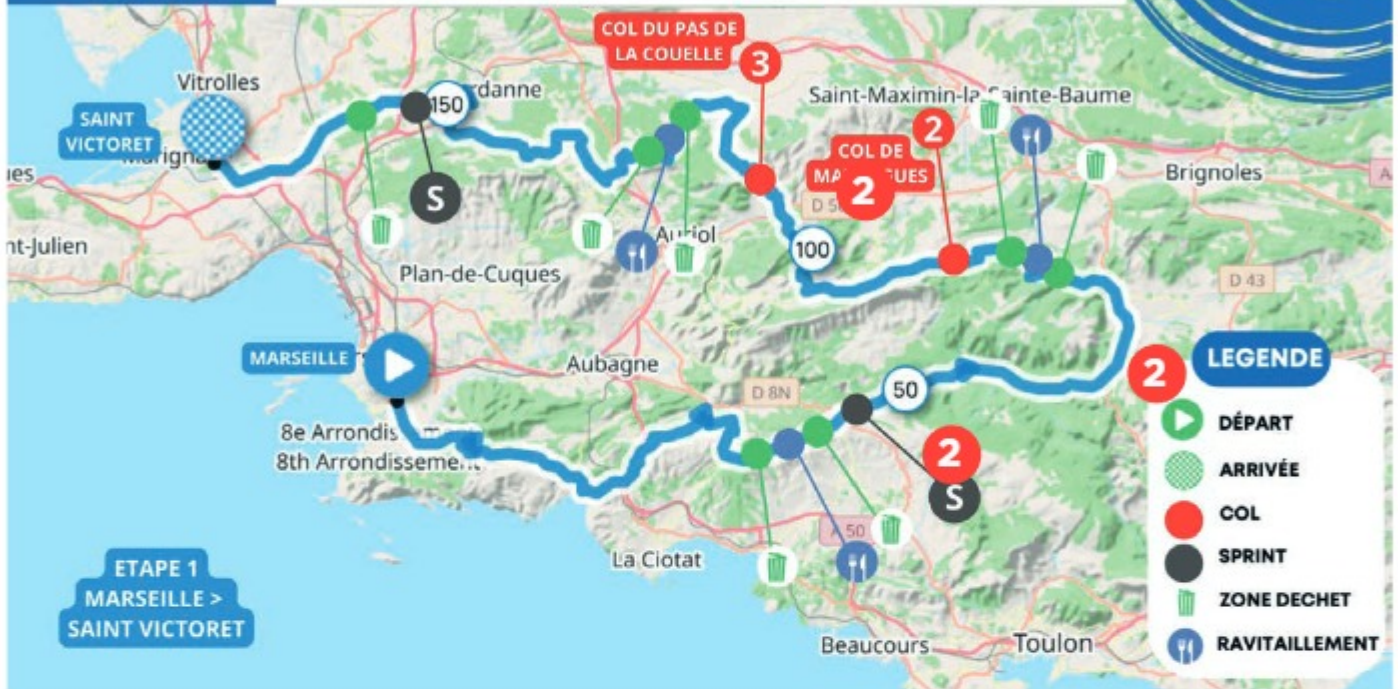 COL DU PAS DE
LA COUELLE
3
Vitrolles
150
rdanne
Saint-Maximin-la-Sainte-Baume
SAINT
VICTORET
2
COL DE
2
Brignoles
S
D 5
nt-Julien
Auriol
100
Plan-de-Cuques
D 43
MARSEILLE
Aubagne
LEGENDE
2
D 8N
50
DÉPART
8e Arrondis
8th Arrondissement
2
S
ARRIVÉE
COL
A 50
La Ciotat
SPRINT
ETAPE 1
MARSEILLE >
SAINT VICTORET
ZONE DECHET
Beaucours
Toulon
RAVITAILLEMENT